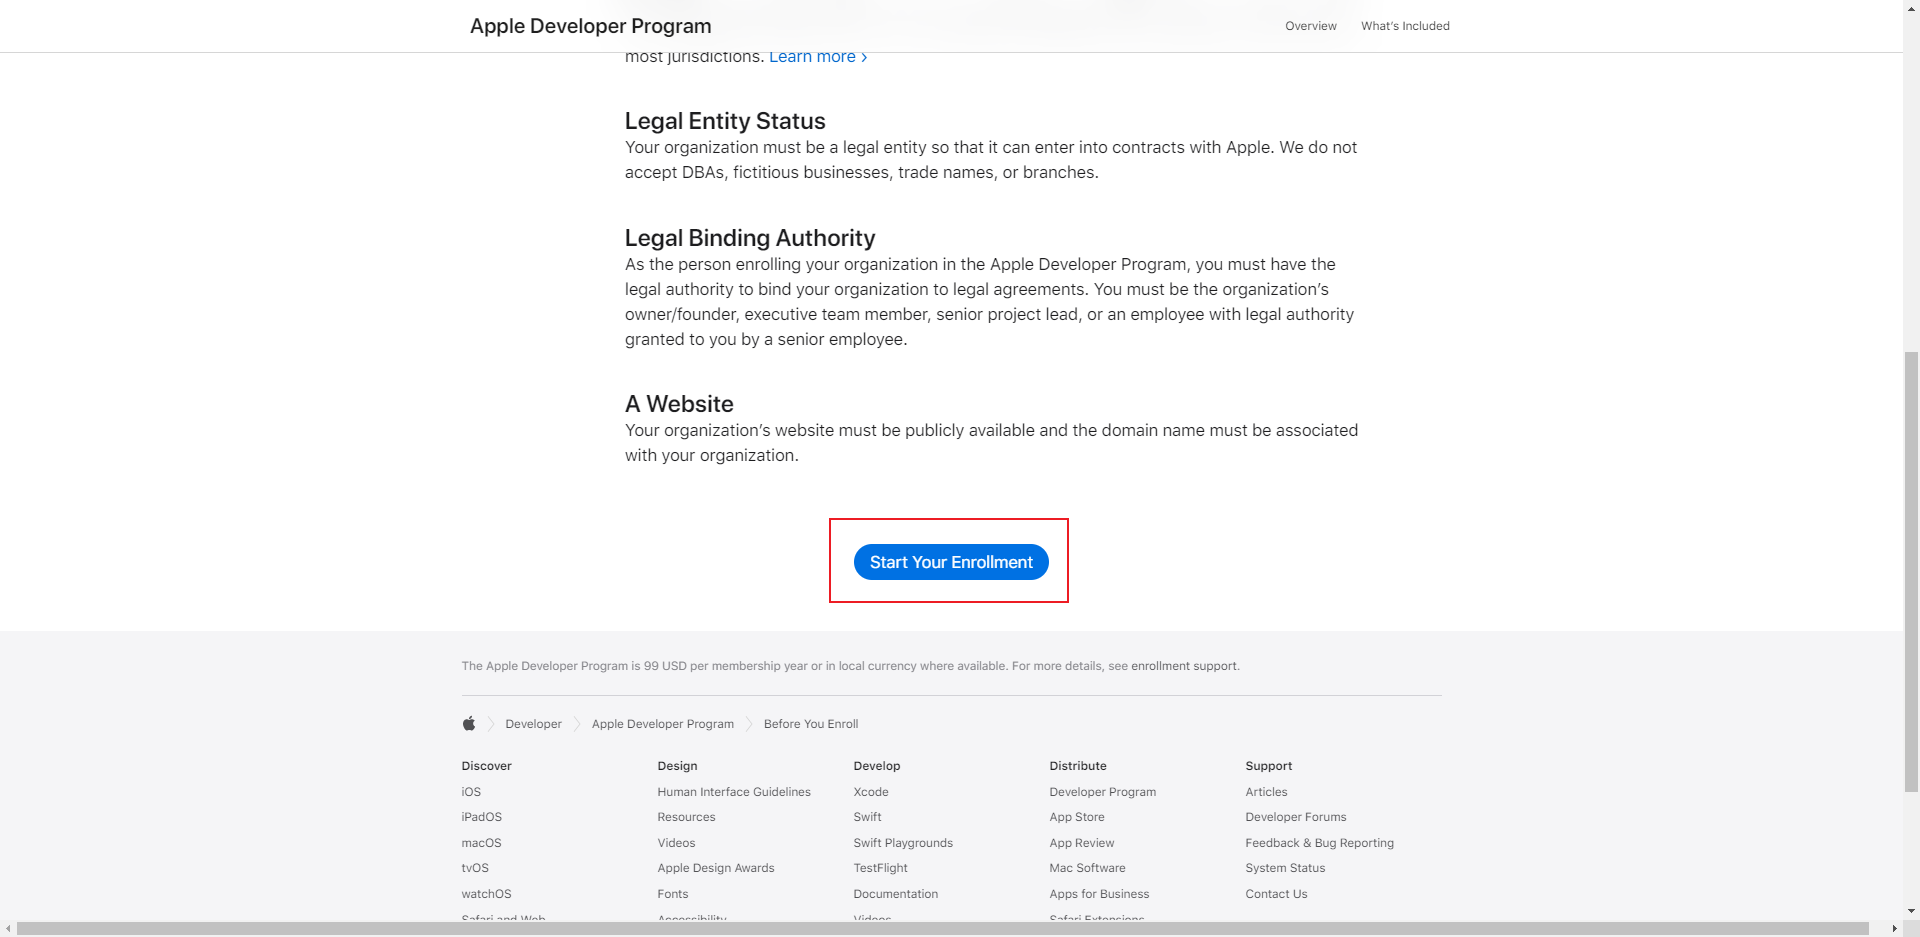 Apple Developer Program
Overview
What's Included
most jurisdictions. Learn more ›
Legal Entity Status
Your organization must be a legal entity so that it can enter into contracts with Apple. We do not
accept DBAs, fictitious businesses, trade names, or branches.
Legal Binding Authority
As the person enrolling your organization in the Apple Developer Program, you must have the
legal authority to bind your organization to legal agreements. You must be the organization's
owner/founder, executive team member, senior project lead, or an employee with legal authority
granted to you by a senior employee.
A Website
Your organization's website must be publicly available and the domain name must be associated
with your organization.
Start Your Enrollment
The Apple Developer Program is 99 USD per membership year or in local currency where available. For more details, see enrollment support.
Developer
Apple Developer Program
Before You Enroll
Discover
iOS
iPadOS
macOS
tvOS
watchOS
Safari and Web
Design
Human Interface Guidelines
Resources
Videos
Apple Design Awards
Fonts
Accessibility
Develop
Xcode
Swift
Swift Playgrounds
TestFlight
Documentation
Videos
Distribute
Developer Program
App Store
App Review
Mac Software
Apps for Business
Safari Extensions
Support
Articles
Developer Forums
Feedback & Bug Reporting
System Status
Contact Us